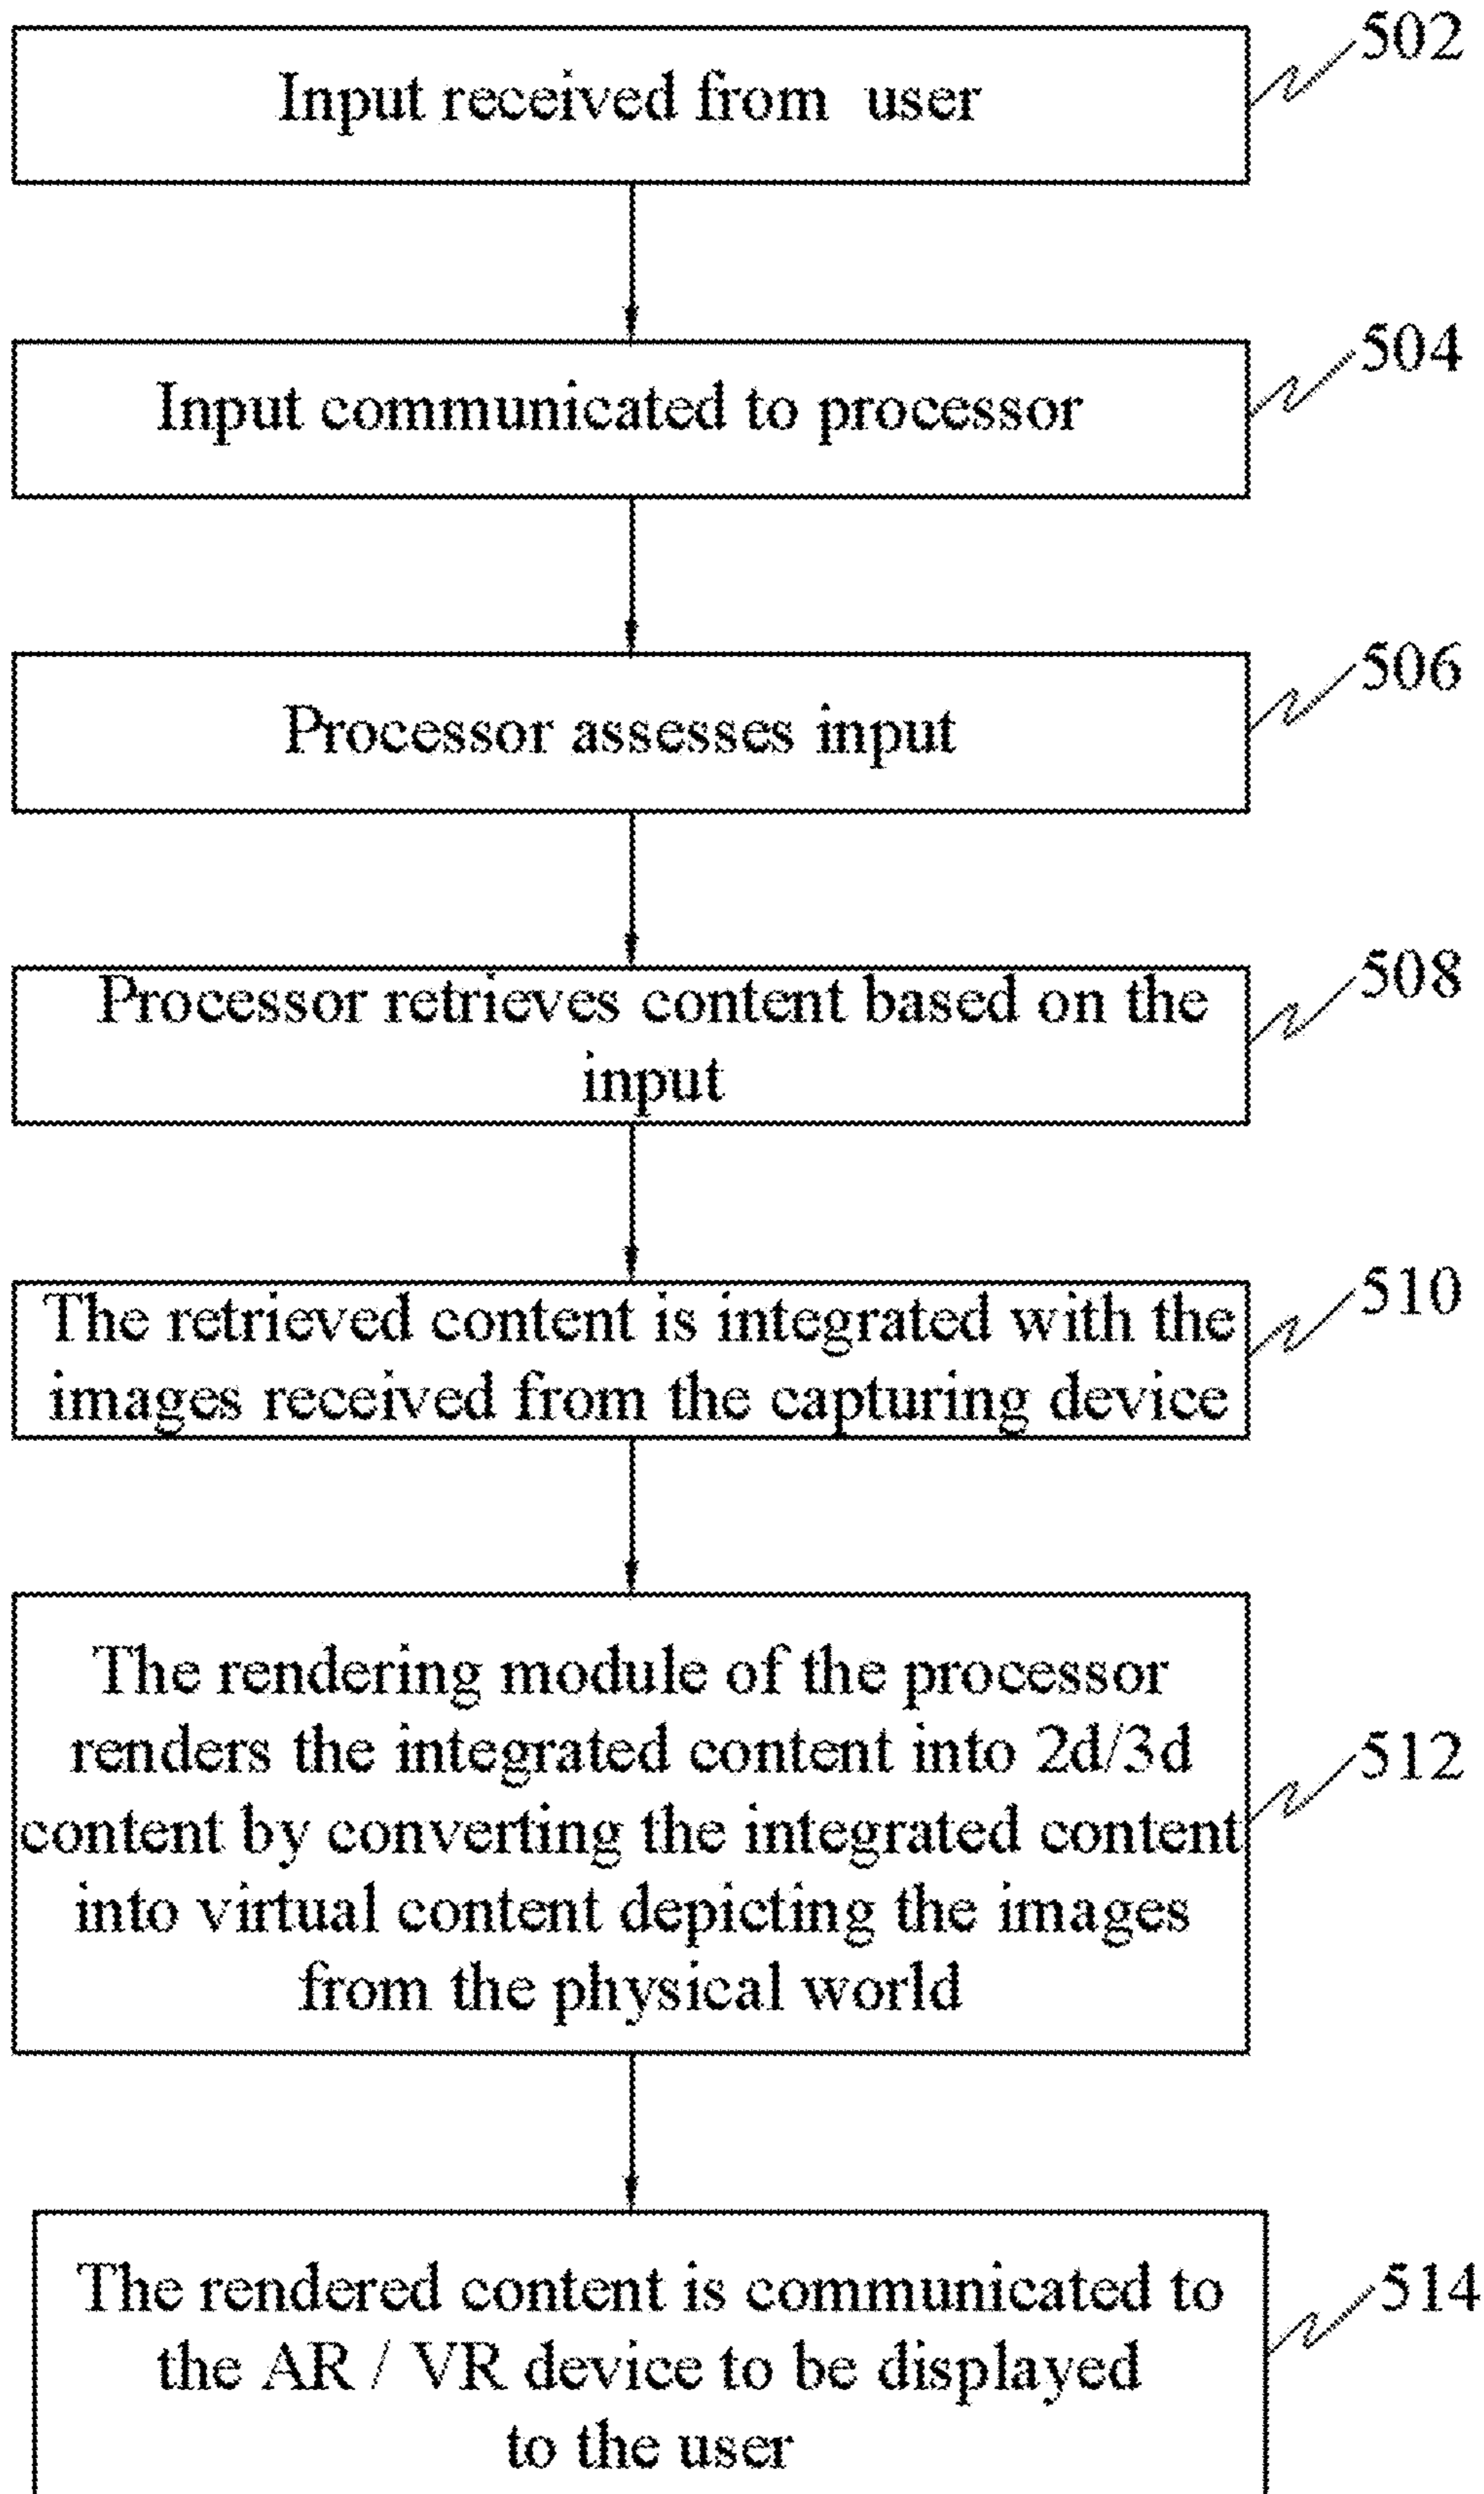 502
Input received from user
504
Input communicated to processor
506
Processor assesses input
508
Processor retrieves content based on the
input
510
The retrieved content is integrated with the
images received from the capturing device
The rendering module of the processor
renders the integrated content into 2d/3d
512
content by converting the integrated content
into virtual content depicting the images
from the physical world
514
The rendered content is communicated to
the AR / VR device to be displayed
to the user